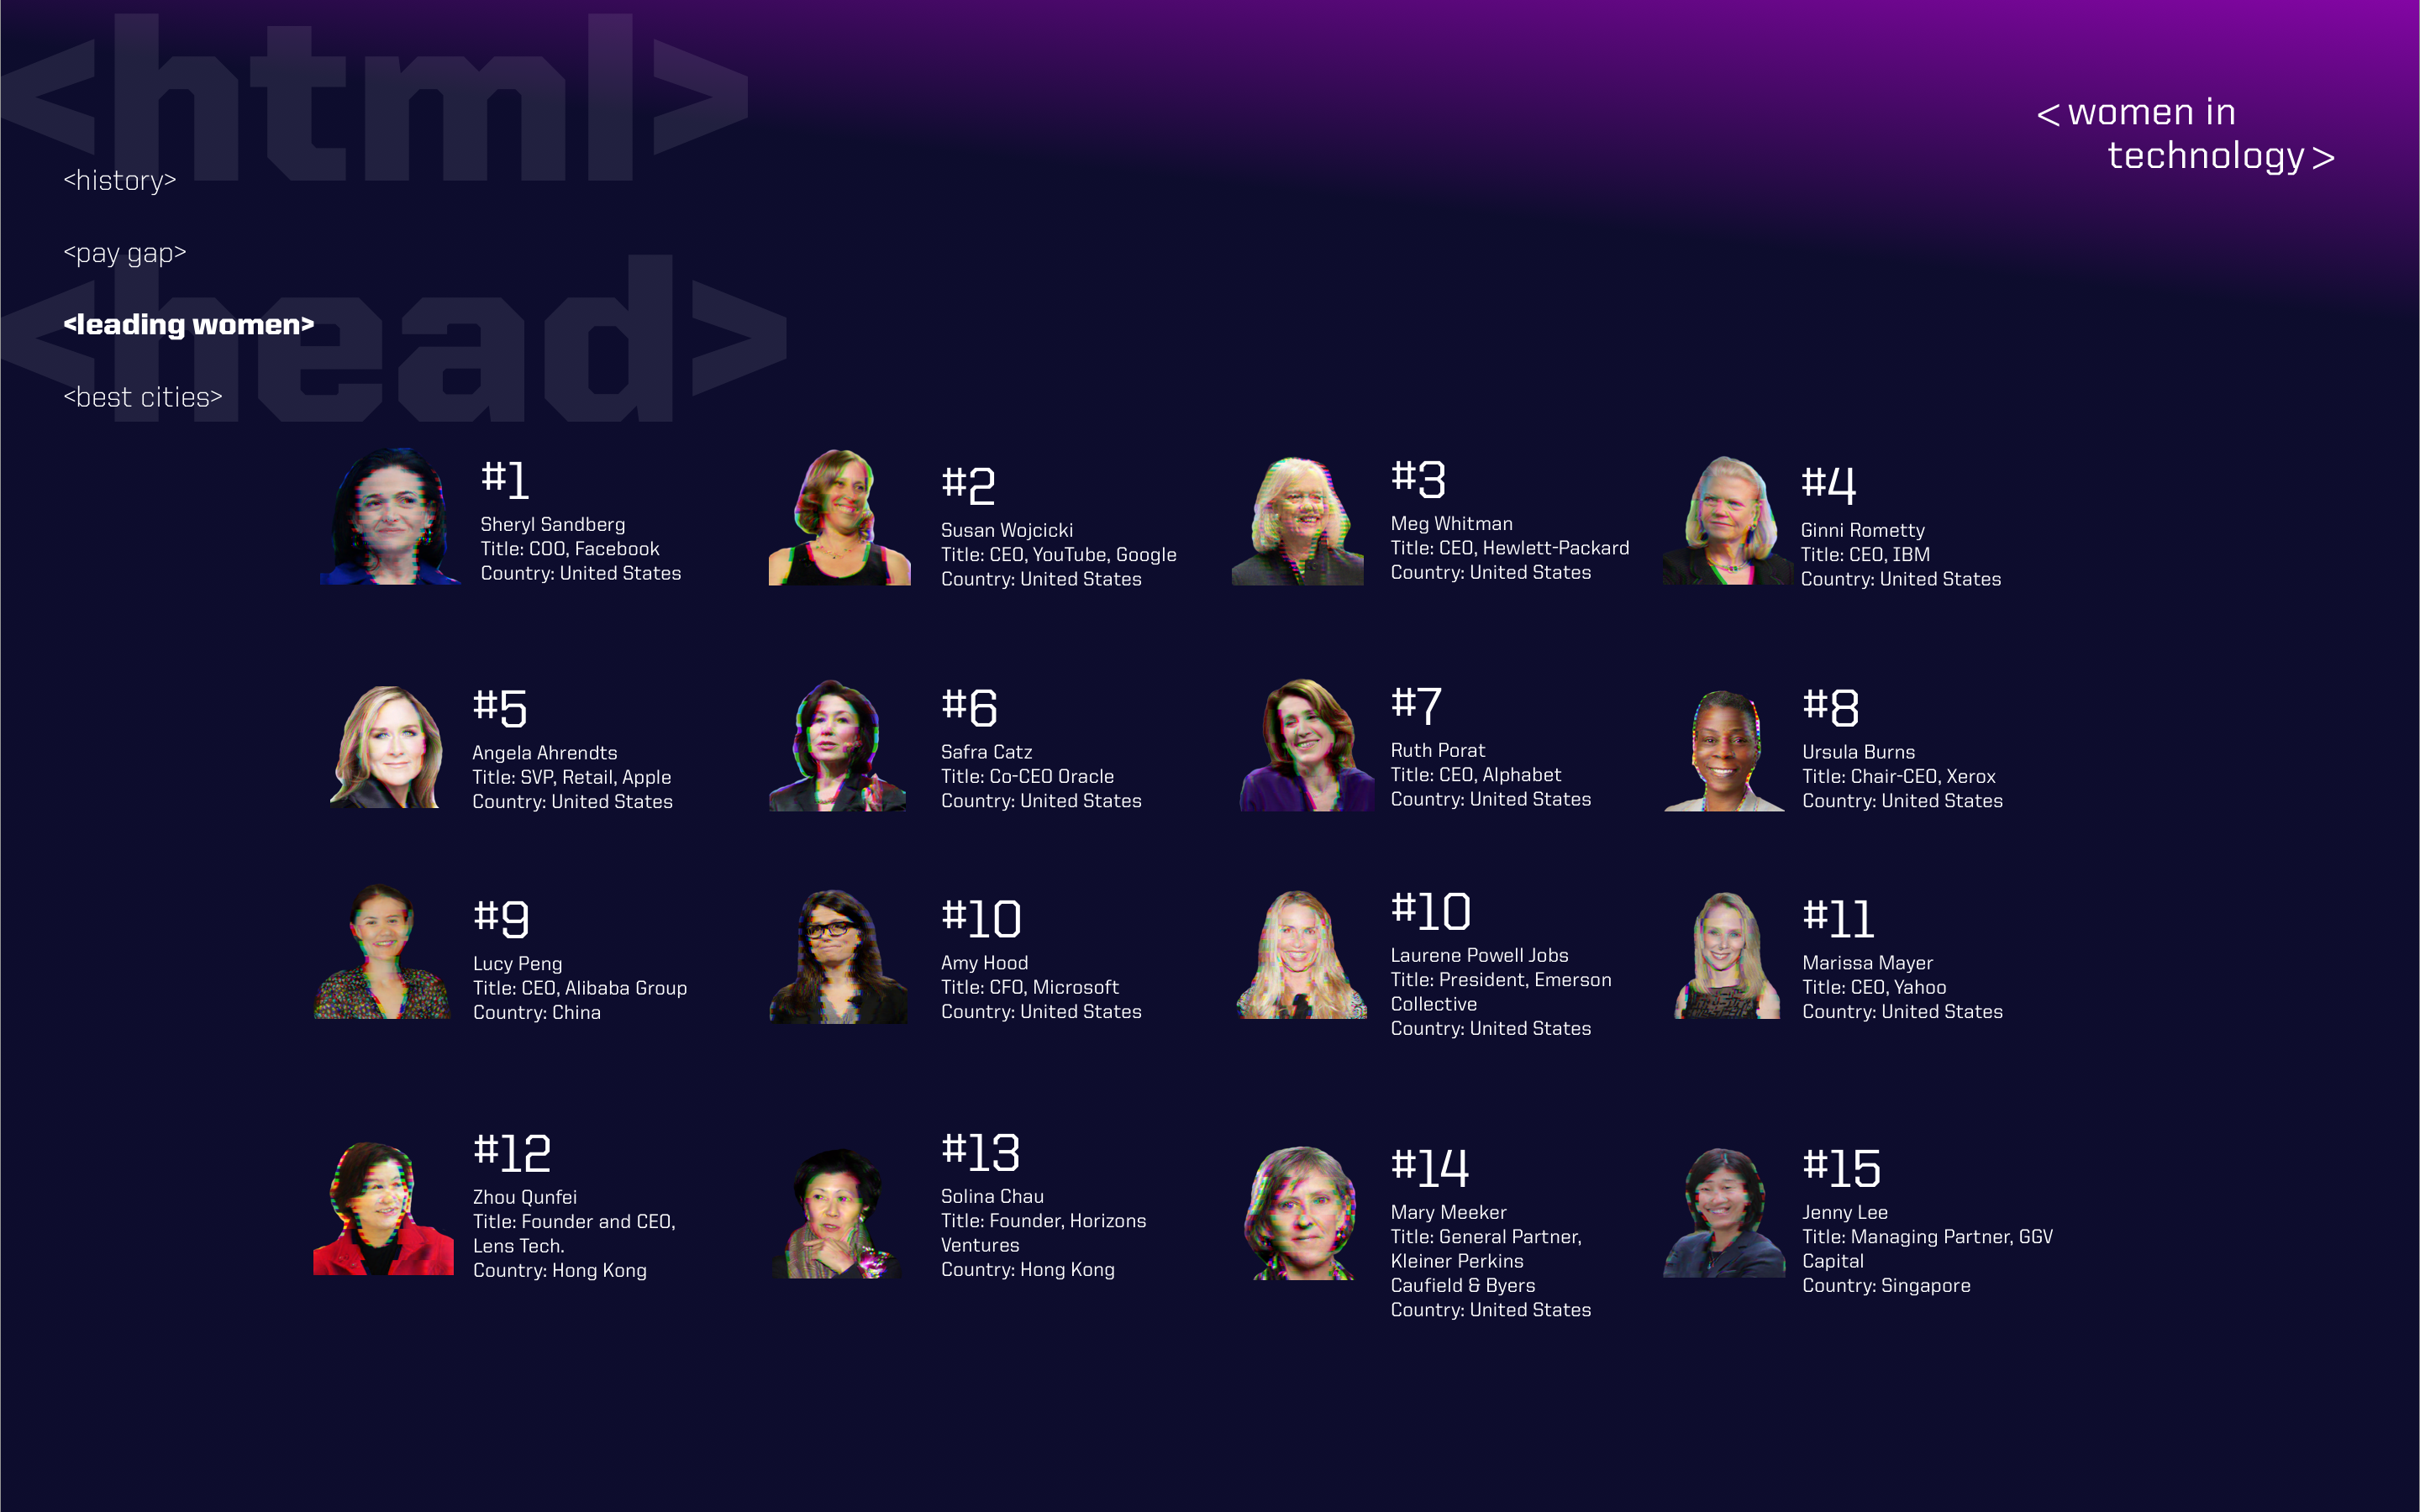 <html>
<women in
technology>
<history>
<pay gap>
<head>
<leading women>
<best cities>
#1
Sheryl Sandberg
Title: COO, Facebook
Country: United States
#2
Susan Wojcicki
Title: CEO, YouTube, Google
Country: United States
#3
Meg Whitman
Title: CEO, Hewlett-Packard
Country: United States
#4
Ginni Rometty
Title: CEO, IBM
Country: United States
#5
Angela Ahrendts
Title: SVP, Retail, Apple
Country: United States
#6
Safra Catz
Title: Co-CEO Oracle
Country: United States
#7
Ruth Porat
Title: CEO, Alphabet
Country: United States
#8
Ursula Burns
Title: Chair-CEO, Xerox
Country: United States
#9
Lucy Peng
Title: CEO, Alibaba Group
Country: China
#10
Amy Hood
Title: CFO, Microsoft
Country: United States
#10
Laurene Powell Jobs
Title: President, Emerson
Collective
Country: United States
#11
Marissa Mayer
Title: CEO, Yahoo
Country: United States
#12
Zhou Qunfei
Title: Founder and CEO,
Lens Tech.
Country: Hong Kong
#13
Solina Chau
Title: Founder, Horizons
Ventures
Country: Hong Kong
#14
Mary Meeker
Title: General Partner,
Kleiner Perkins
Caufield & Byers
Country: United States
#15
Jenny Lee
Title: Managing Partner, GGV
Capital
Country: Singapore